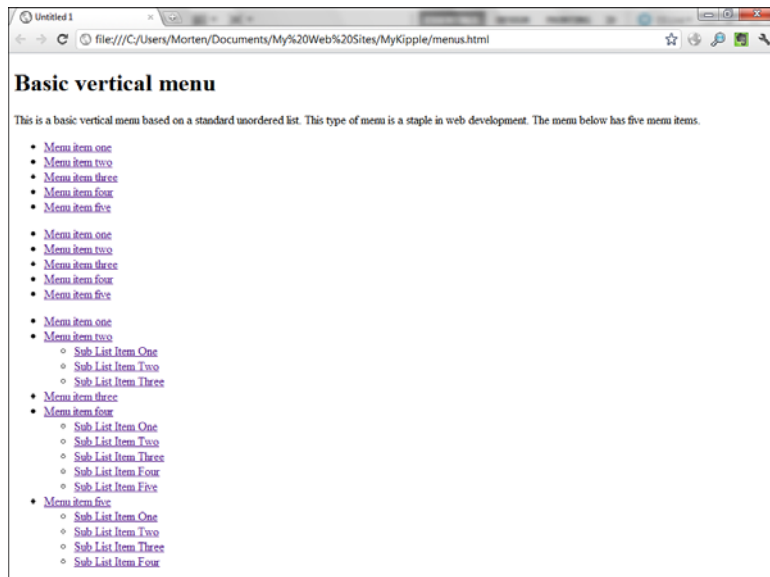 Untitled 1
file:///C:/Users/Morten/Documents/My%20Web%20Sites/MyKipple/menus.html
Basic vertical menu
This is a basic vertical menu based on a standard unordered list. This type of menu is a staple in web development. The menu below has five menu items.
Menu item one
Menu item two
Menu item three
Menu item four
Menu item five
Menu item one
Menu item two
Menu item three
Menu item four
Menu item five
Menu item one
Menu item two
Sub List Item One
Sub List Item Two
Sub List Item Three
Menu item three
Menu item four
Sub List Item One
Sub List Item Two
Sub List Item Three
Sub List Item Four
Sub List Item Five
Menu item five
Sub List Item One
Sub List Item Two
Sub List Item Three
Sub List Item Four